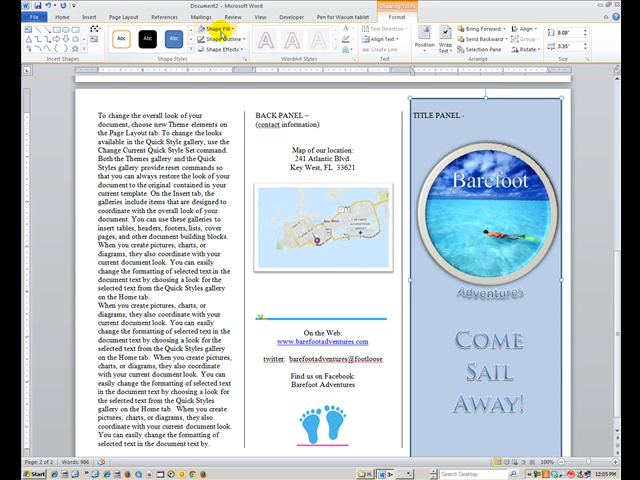 Document2 - Microsoft Word
Drawing Tools
File
Home
Insert
Page Layout
References
Mailings
Review
View
Developer
Pen for Wacom tablet
Format
Abc
Abc
Abc
Shape Fill
Shape Outline
Shape Effects
A
A
A
Text Direction
Align Text
Create Link
Position
Wrap
Text
Bring Forward
Send Backward
Selection Pane
Align
Group
Rotate
8.08"
3.35"
Insert Shapes
Shape Styles
WordArt Styles
Text
Arrange
Size
To change the overall look of your
document, choose new Theme elements on
the Page Layout tab. To change the looks
available in the Quick Style gallery, use the
Change Current Quick Style Set command.
Both the Themes gallery and the Quick
Styles gallery provide reset commands so
that you can always restore the look of your
document to the original contained in your
current template. On the Insert tab, the
galleries include items that are designed to
coordinate with the overall look of your
document. You can use these galleries to
insert tables, headers, footers, lists, cover
pages, and other document building blocks.
When you create pictures, charts, or
diagrams, they also coordinate with your
current document look. You can easily
change the formatting of selected text in the
document text by choosing a look for the
selected text from the Quick Styles gallery
on the Home tab.
When you create pictures, charts, or
diagrams, they also coordinate with your
current document look. You can easily
change the formatting of selected text in the
document text by choosing a look for the
selected text from the Quick Styles gallery
on the Home tab. When you create pictures,
charts, or diagrams, they also coordinate
with your current document look. You can
easily change the formatting of selected text
in the document text by choosing a look for
the selected text from the Quick Styles
gallery on the Home tab. When you create
pictures, charts, or diagrams, they also
coordinate with your current document look.
You can easily change the formatting of
selected text in the document text by.
BACK PANEL –
(contact information)
Map of our location:
241 Atlantic Blvd.
Key West, FL 33621
On the Web:
www.barefootadventures.com
twitter: barefootadventures@footloose
Find us on Facebook:
Barefoot Adventures
TITLE PANEL -
Barefoot
Adventures
COME
SAIL
AWAY!
Page: 2 of 2
Words: 986
100%
Start
Search Desktop
12:05 PM